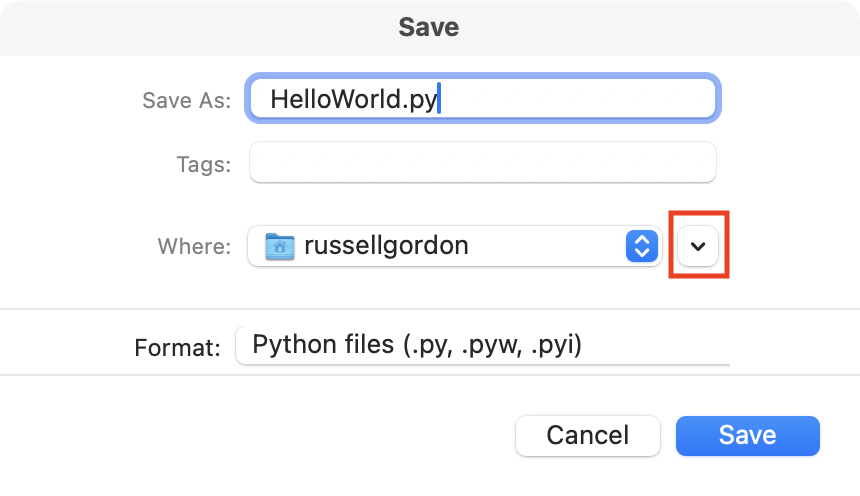 Save
Save As: HelloWorld.py
Tags:
Where: russellgordon
Format: Python files (.py, .pyw, .pyi)
Cancel Save